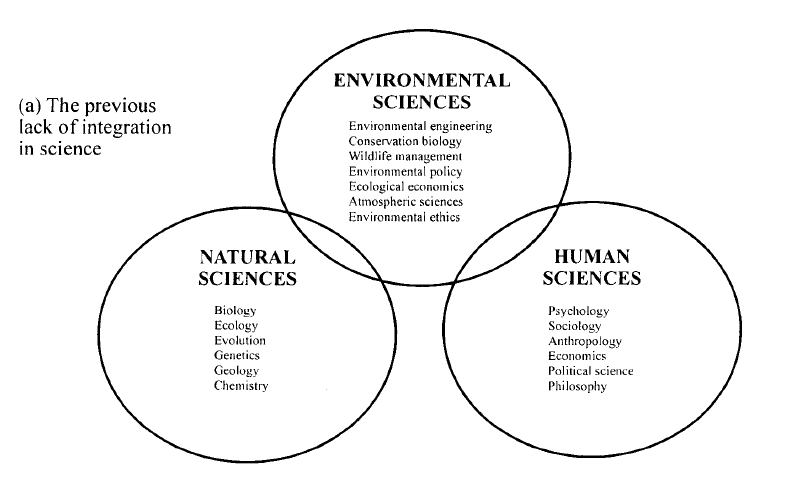 (a) The previous
lack of integration
in science
ENVIRONMENTAL
SCIENCES
Environmental engineering
Conservation biology
Wildlife management
Environmental policy
Ecological economics
Atmospheric sciences
Environmental ethics
NATURAL
SCIENCES
Biology
Ecology
Evolution
Genetics
Geology
Chemistry
HUMAN
SCIENCES
Psychology
Sociology
Anthropology
Economics
Political science
Philosophy